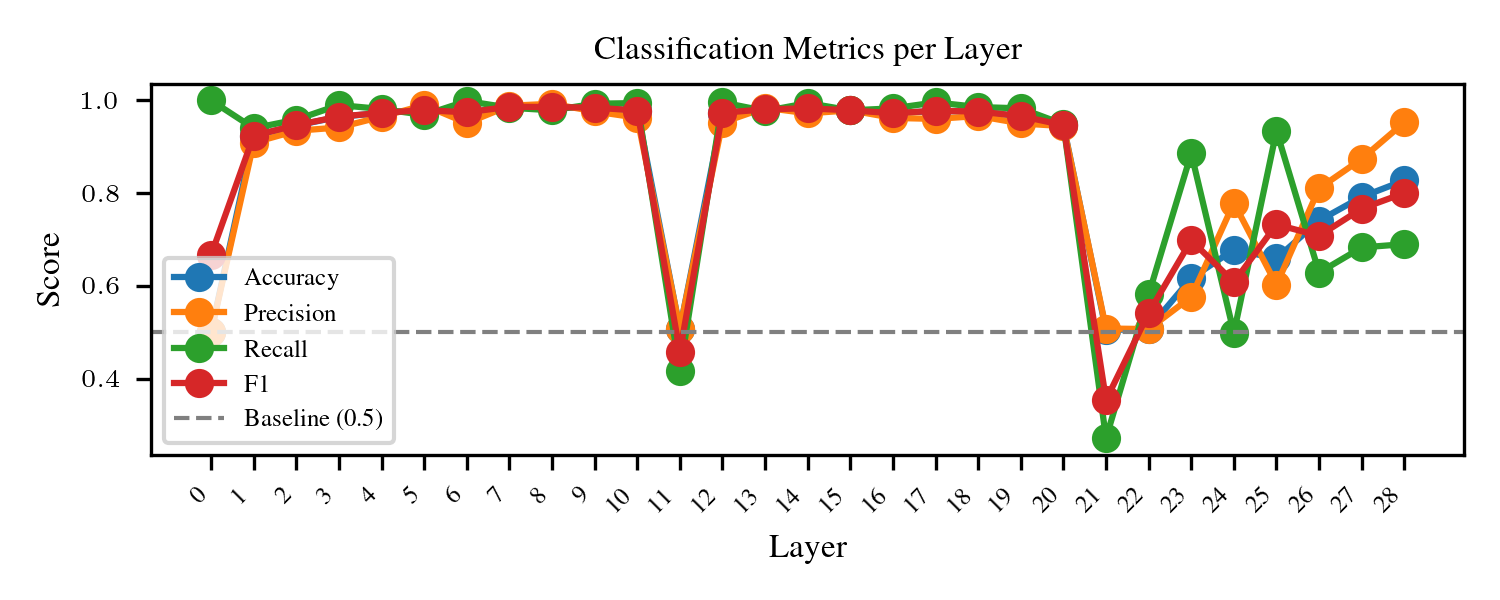 Classification Metrics per Layer
Score
1.0
0.8
0.6
0.4
Accuracy
Precision
Recall
F1
Baseline (0.5)
0 1 2 3 4 5 6 7 8 9 10 11 12 13 14 15 16 17 18 19 20 21 22 23 24 25 26 27 28
Layer